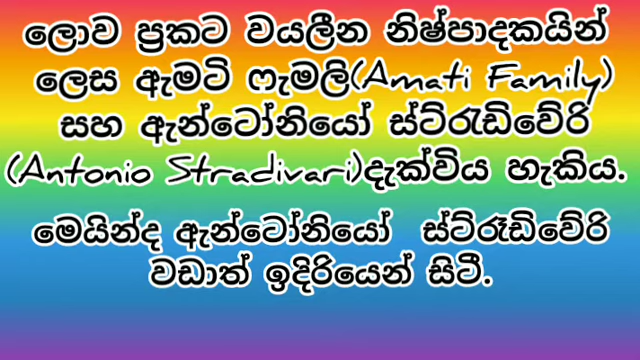 ලොව ප්‍රකට වයලීන නිෂ්පාදකයින්
ලෙස ඇමටි ෆැමලි(Amati Family)
සහ ඇන්ටෝනියෝ ස්ට්රැඩිවේරි
(Antonio Stradivari)දැක්විය හැකිය.
මෙයින්ද ඇන්ටෝනියෝ ස්ට්රෑඩිවේරි
වඩාත් ඉදිරියෙන් සිටී.